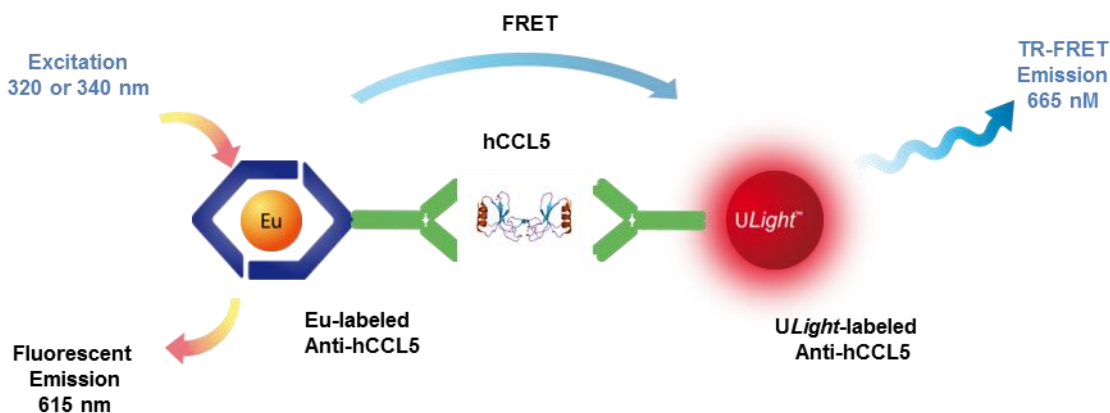 FRET
Excitation
320 or 340 nm
TR-FRET
Emission
665 nM
hCCL5
Eu
ULight™
Eu-labeled
Anti-hCCL5
ULight-labeled
Anti-hCCL5
Fluorescent
Emission
615 nm